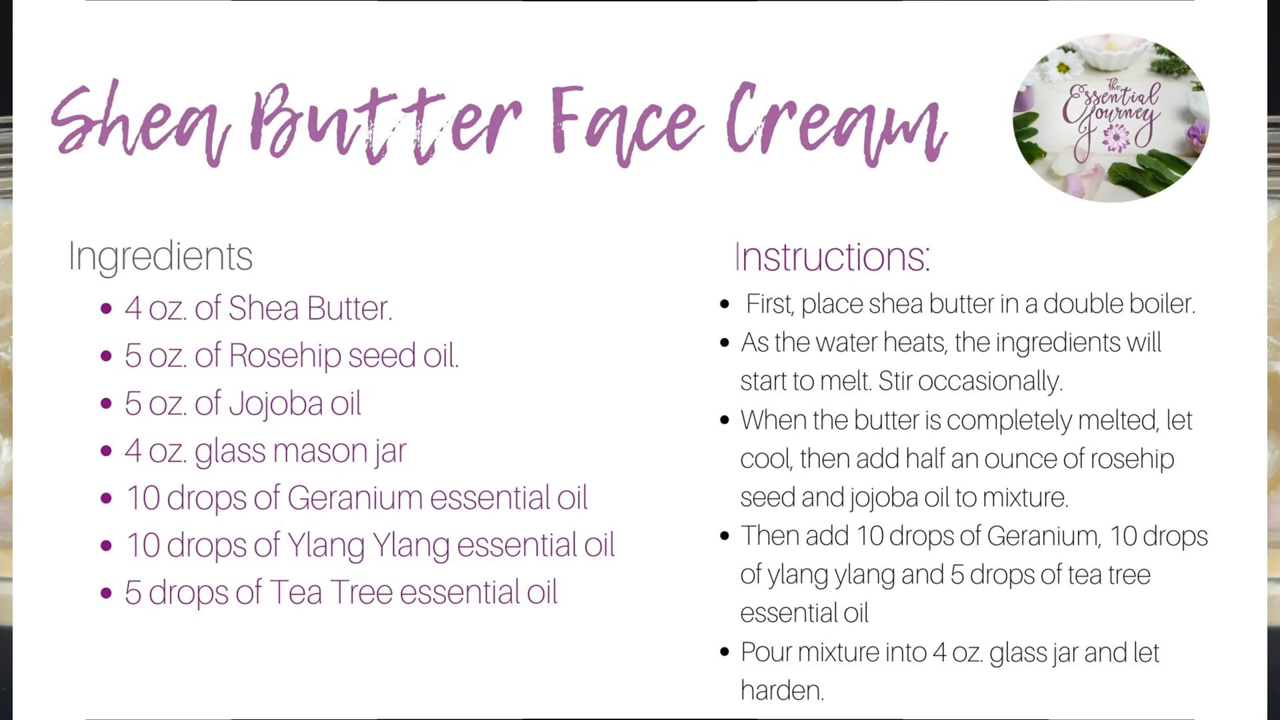 Shea Butter Face Cream
The
Essential
Journey
Ingredients
• 4 oz. of Shea Butter.
• 5 oz. of Rosehip seed oil.
• 5 oz. of Jojoba oil
• 4 oz. glass mason jar
• 10 drops of Geranium essential oil
• 10 drops of Ylang Ylang essential oil
• 5 drops of Tea Tree essential oil
Instructions:
• First, place shea butter in a double boiler.
• As the water heats, the ingredients will
start to melt. Stir occasionally.
• When the butter is completely melted, let
cool, then add half an ounce of rosehip
seed and jojoba oil to mixture.
• Then add 10 drops of Geranium, 10 drops
of ylang ylang and 5 drops of tea tree
essential oil
• Pour mixture into 4 oz. glass jar and let
harden.